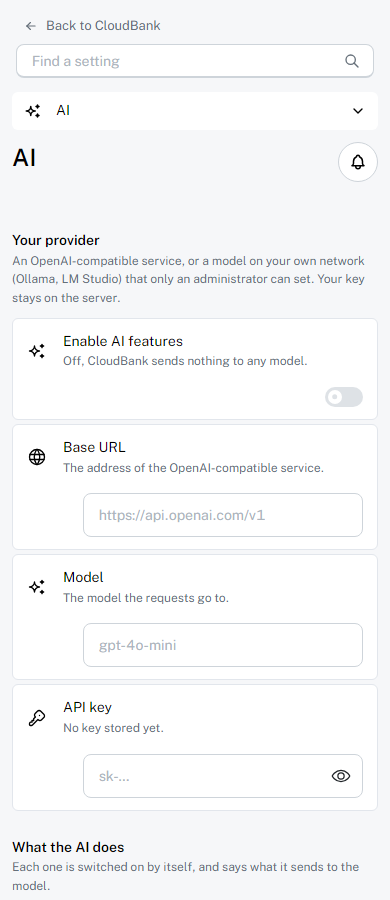 Back to CloudBank
Find a setting
AI
AI
Your provider
An OpenAI-compatible service, or a model on your own network
(Ollama, LM Studio) that only an administrator can set. Your key
stays on the server.
Enable AI features
Off, CloudBank sends nothing to any model.
Base URL
The address of the OpenAI-compatible service.
https://api.openai.com/v1
Model
The model the requests go to.
gpt-4o-mini
API key
No key stored yet.
sk-...
What the AI does
Each one is switched on by itself, and says what it sends to the
model.